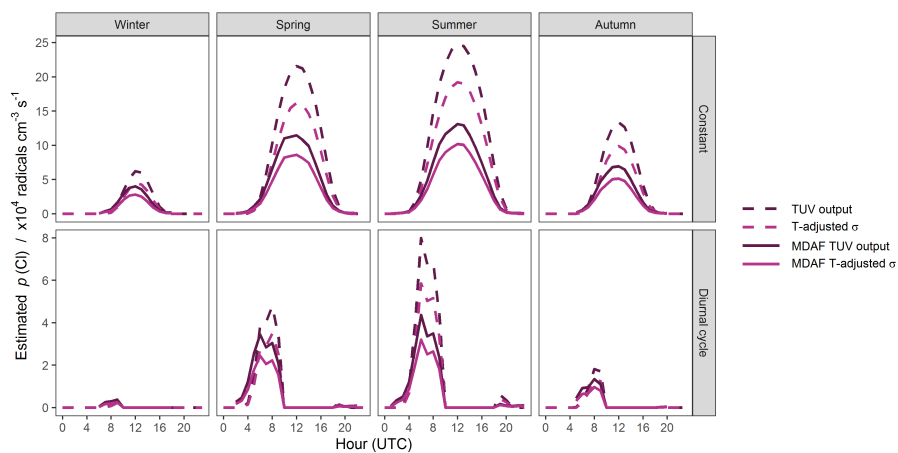 Winter Spring Summer Autumn
25
20
15
10
5
0
Constant
8
6
4
2
0
Diurnal cycle
0 4 8 12 16 20 0 4 8 12 16 20 0 4 8 12 16 20 0 4 8 12 16 20
Hour (UTC)
Estimated p (Cl) / x10⁴ radicals cm⁻³ s⁻¹
TUV output
T-adjusted σ
MDAF TUV output
MDAF T-adjusted σ